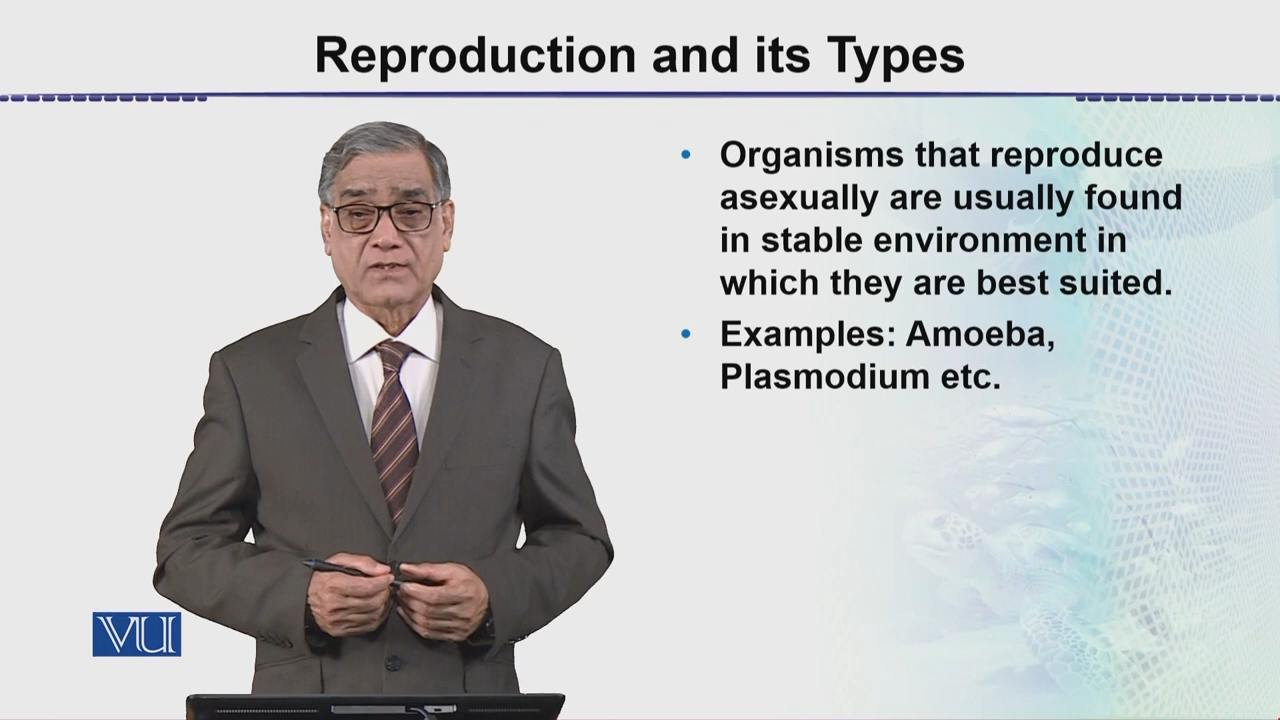 Reproduction and its Types
• Organisms that reproduce
asexually are usually found
in stable environment in
which they are best suited.
• Examples: Amoeba,
Plasmodium etc.
VU